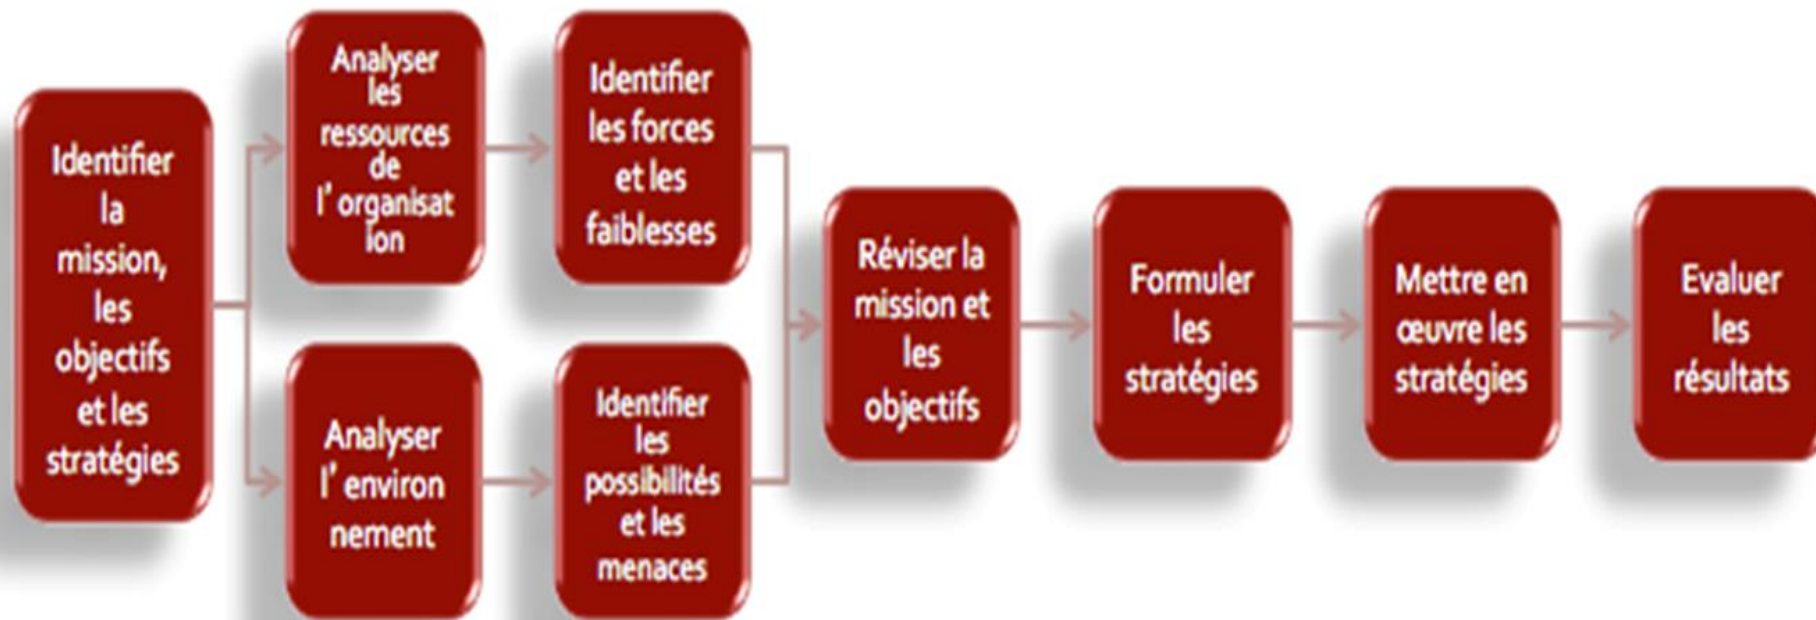 Identifier
la
mission,
les
objectifs
et les
stratégies
Analyser
les
ressources
de
l' organisat
ion
Identifier
les forces
et les
faiblesses
Analyser
l' environ
nement
Identifier
les
possibilités
et les
menaces
Réviser la
mission et
les
objectifs
Formuler
les
stratégies
Mettre en
œuvre les
stratégies
Evaluer
les
résultats